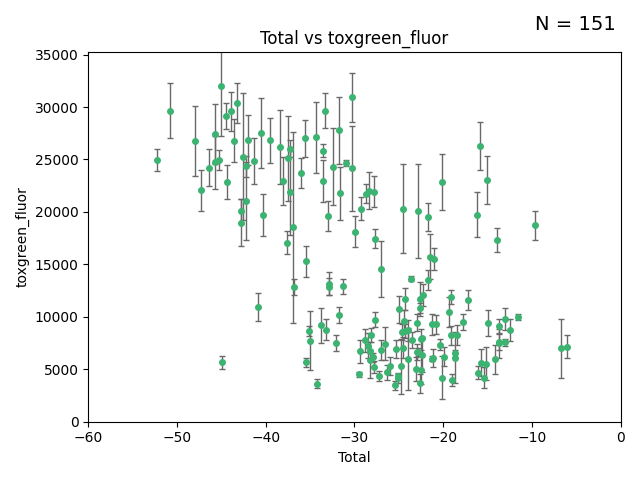 N = 151
Total vs toxgreen_fluor
35000
30000
25000
20000
15000
10000
5000
0
toxgreen_fluor
−60 −50 −40 −30 −20 −10 0
Total